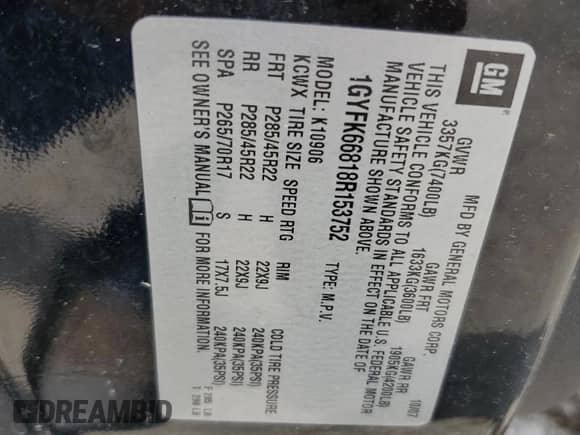 GM
MFD BY GENERAL MOTORS CORP. 10/07
GVWR GAWR FRT GAWR RR
3357KG(7400LB) 1633KG(3600LB) 1905KG(4200LB)
THIS VEHICLE CONFORMS TO ALL APPLICABLE U.S. FEDERAL MOTOR
VEHICLE SAFETY STANDARDS IN EFFECT ON THE DATE OF
MANUFACTURE SHOWN ABOVE.
1GYFK66818R153752 TYPE: M.P.V.
MODEL: K10906
KCWX TIRE SIZE SPEED RTG RIM COLD TIRE PRESSURE
FRT P285/45R22 H 22X9J 240KPA(35PSI)
RR P285/45R22 H 22X9J 240KPA(35PSI)
SPA P265/70R17 S 17X7.5J 240KPA(35PSI)
SEE OWNER'S MANUAL i FOR MORE INFORMATION.
DREAMBID